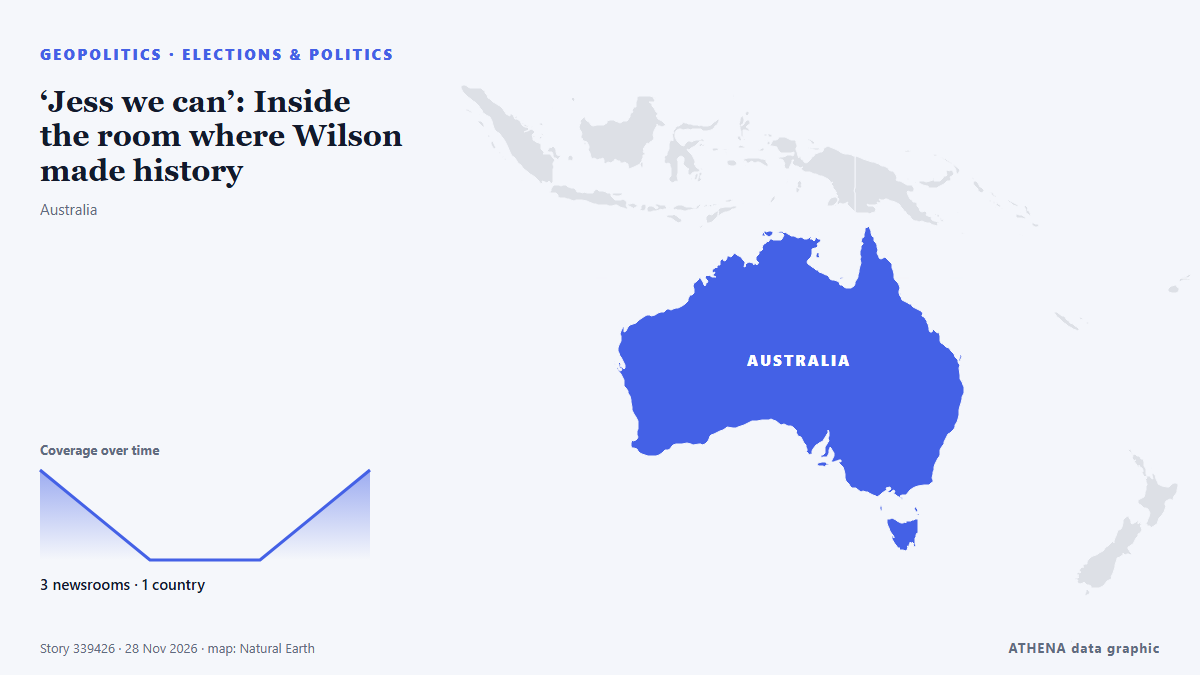 GEOPOLITICS · ELECTIONS & POLITICS
‘Jess we can’: Inside
the room where Wilson
made history
Australia
AUSTRALIA
Coverage over time
3 newsrooms · 1 country
Story 339426 · 28 Nov 2026 · map: Natural Earth
ATHENA data graphic